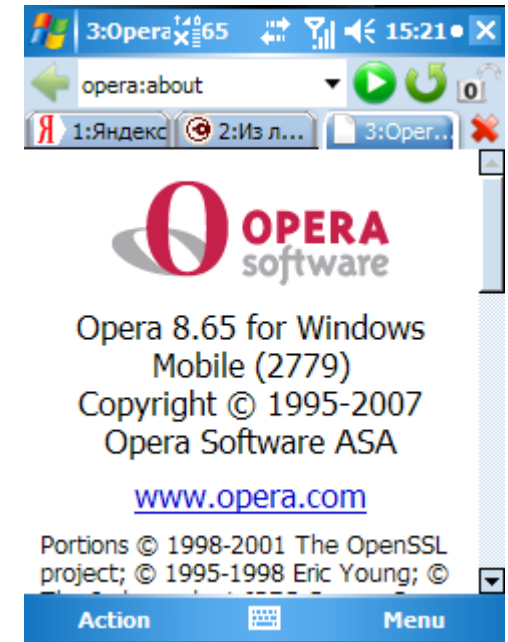 3:Opera 65 15:21
opera:about
0
Я 1:Яндекс 2:Из л... 3:Oper...
OPERA
software
Opera 8.65 for Windows
Mobile (2779)
Copyright © 1995-2007
Opera Software ASA
www.opera.com
Portions © 1998-2001 The OpenSSL
project; © 1995-1998 Eric Young; ©
Action Menu